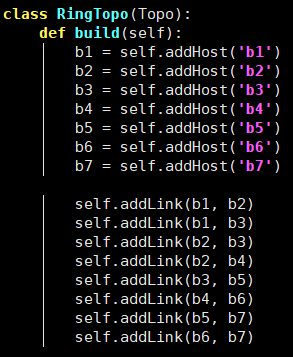 class RingTopo(Topo):
    def build(self):
        b1 = self.addHost('b1')
        b2 = self.addHost('b2')
        b3 = self.addHost('b3')
        b4 = self.addHost('b4')
        b5 = self.addHost('b5')
        b6 = self.addHost('b6')
        b7 = self.addHost('b7')

        self.addLink(b1, b2)
        self.addLink(b1, b3)
        self.addLink(b2, b3)
        self.addLink(b2, b4)
        self.addLink(b3, b5)
        self.addLink(b4, b6)
        self.addLink(b5, b7)
        self.addLink(b6, b7)